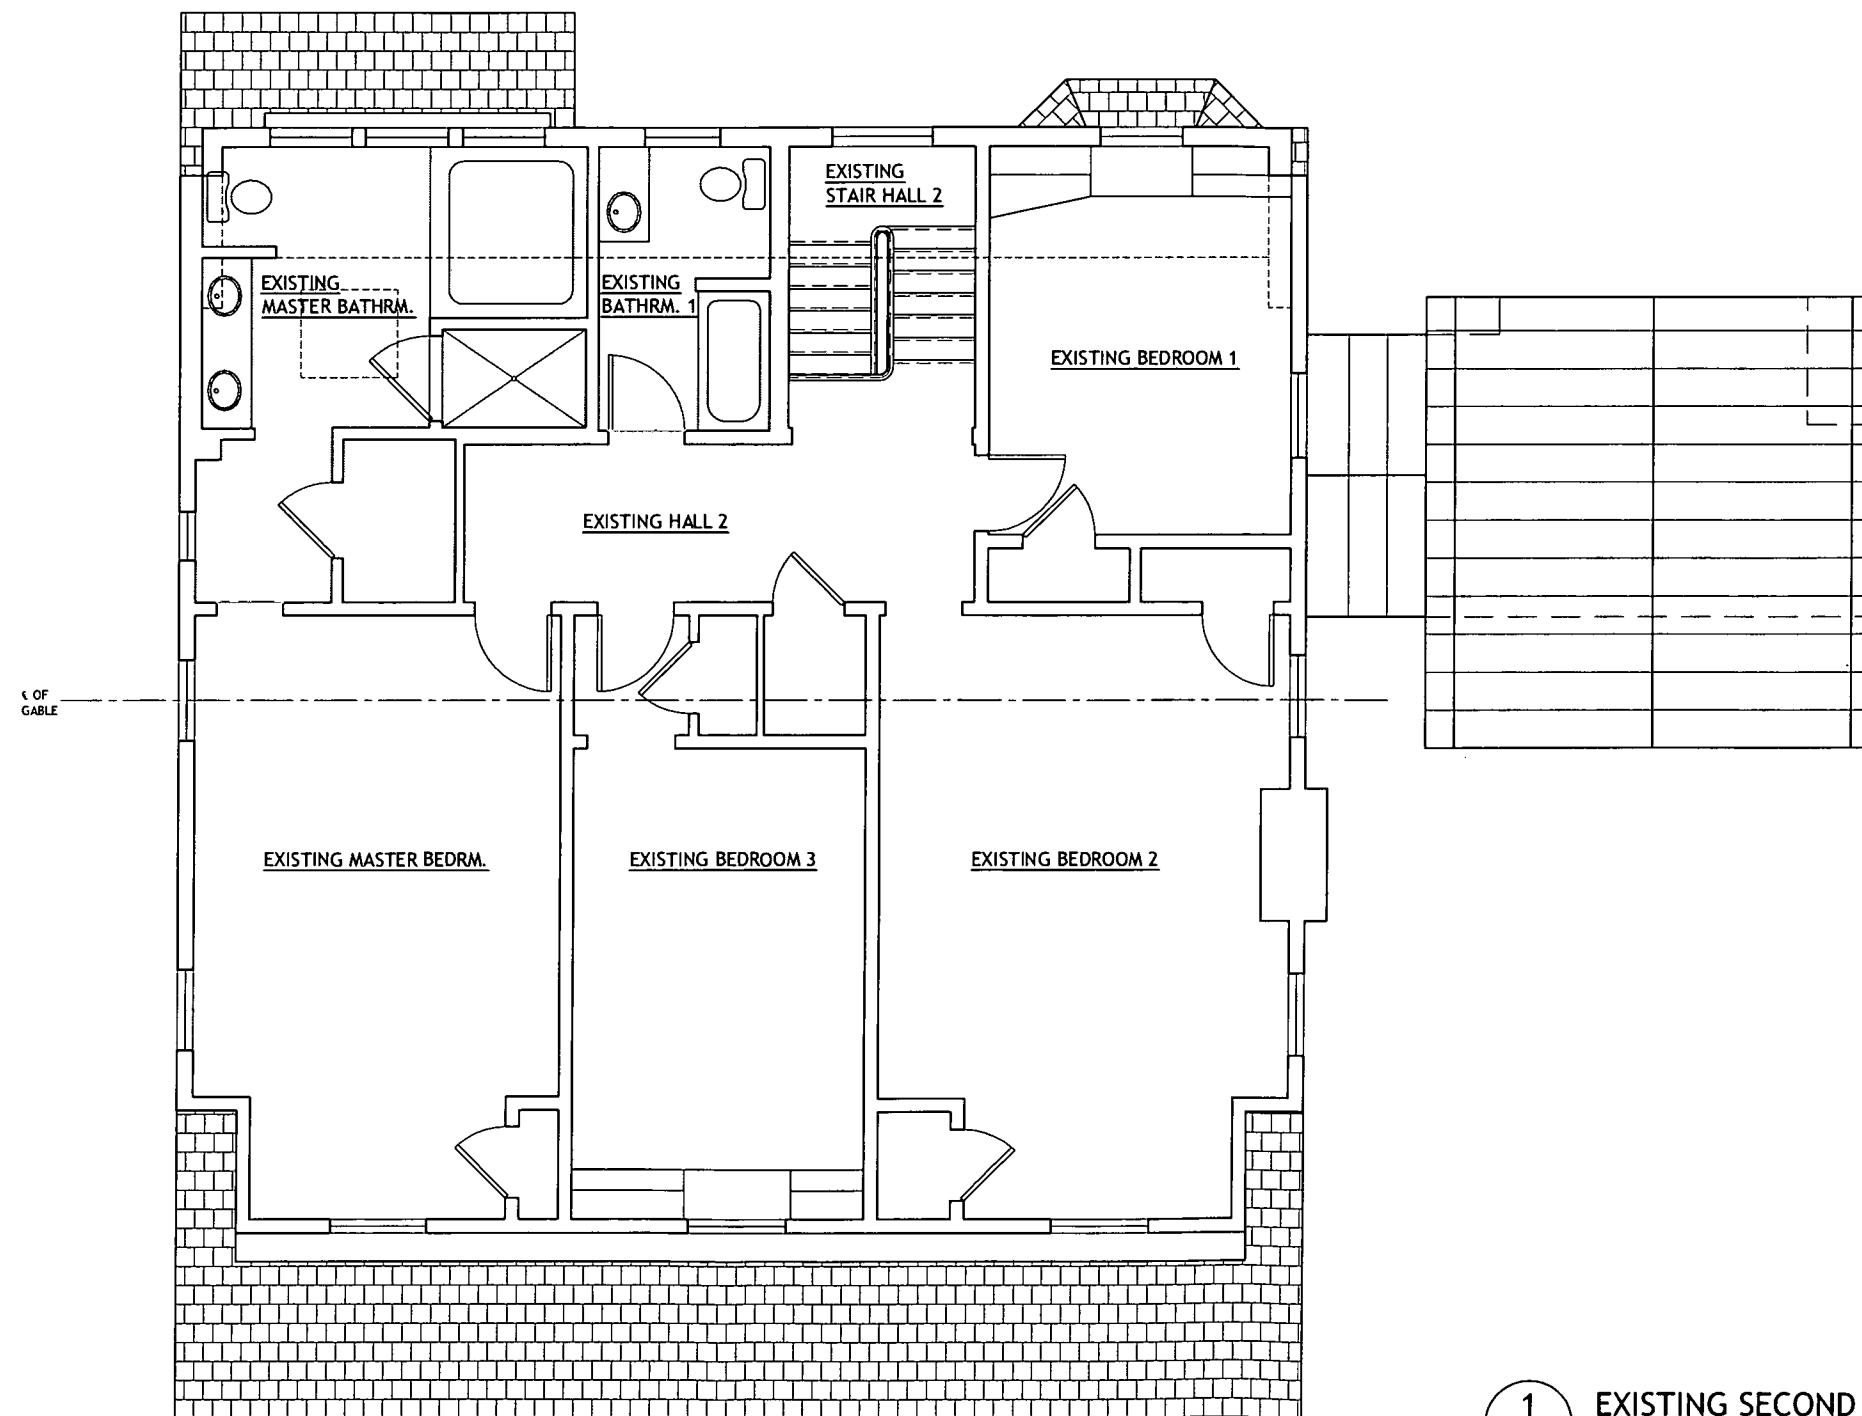 EXISTING
STAIR HALL 2
EXISTING
MASTER BATHRM.
EXISTING
BATHRM. 1
EXISTING BEDROOM 1
EXISTING HALL 2
℄ OF
GABLE
EXISTING MASTER BEDRM.
EXISTING BEDROOM 3
EXISTING BEDROOM 2
1
EXISTING SECOND